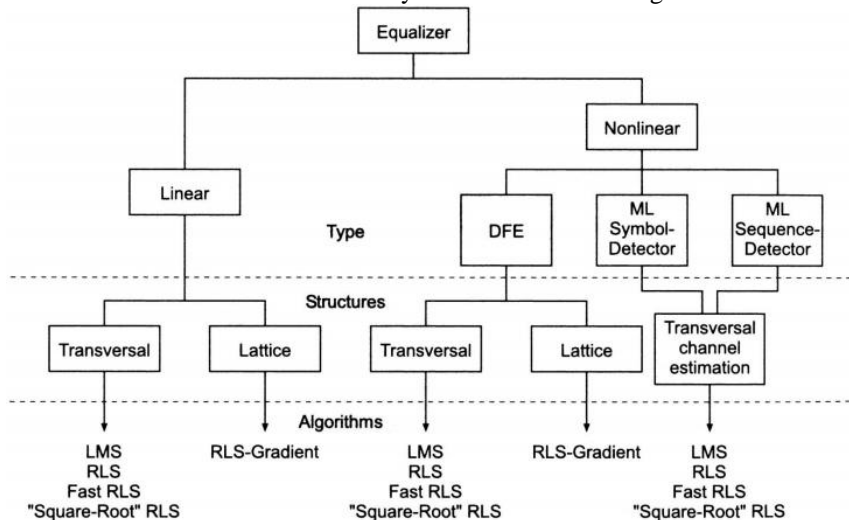 Equalizer
Nonlinear
Linear
DFE
ML
Symbol-
Detector
ML
Sequence-
Detector
Type
Structures
Transversal
Lattice
Transversal
Lattice
Transversal
channel
estimation
Algorithms
LMS
RLS
Fast RLS
"Square-Root" RLS
RLS-Gradient
LMS
RLS
Fast RLS
"Square-Root" RLS
RLS-Gradient
LMS
RLS
Fast RLS
"Square-Root" RLS